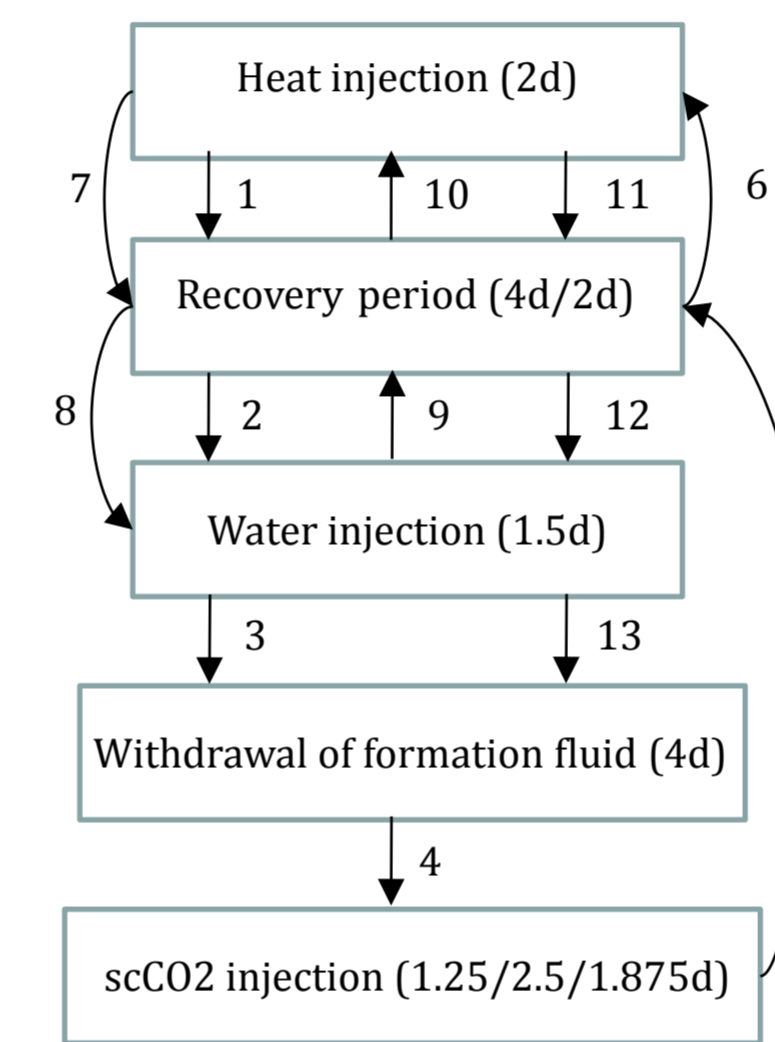 Heat injection (2d)
7
1
10
11
6
Recovery period (4d/2d)
8
2
9
12
Water injection (1.5d)
3
13
Withdrawal of formation fluid (4d)
4
scCO2 injection (1.25/2.5/1.875d)